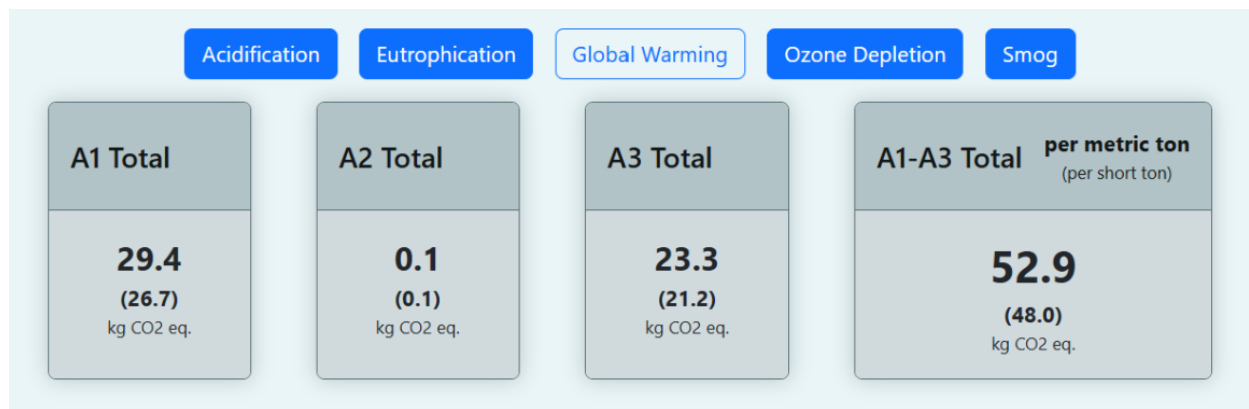 Acidification
Eutrophication
Global Warming
Ozone Depletion
Smog
A1 Total
29.4
(26.7)
kg CO2 eq.
A2 Total
0.1
(0.1)
kg CO2 eq.
A3 Total
23.3
(21.2)
kg CO2 eq.
A1-A3 Total
per metric ton
(per short ton)
52.9
(48.0)
kg CO2 eq.